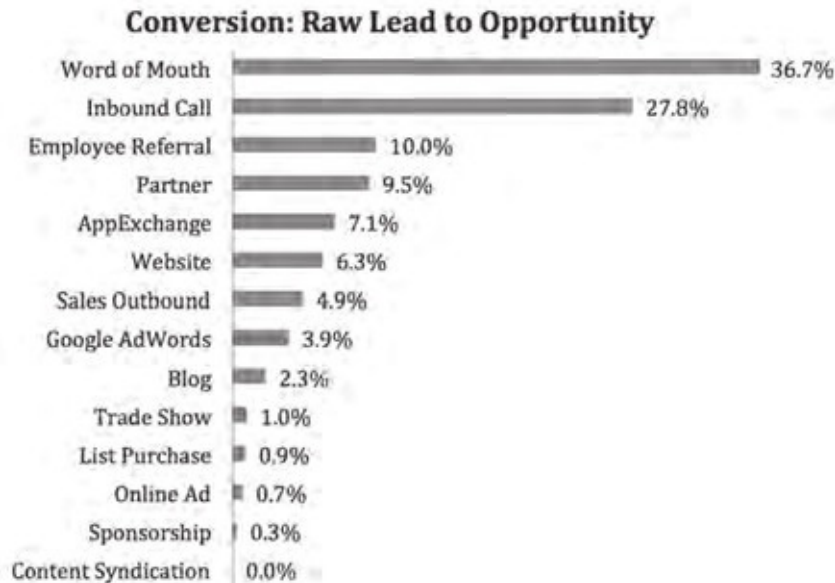 Conversion: Raw Lead to Opportunity
Word of Mouth 36.7%
Inbound Call 27.8%
Employee Referral 10.0%
Partner 9.5%
AppExchange 7.1%
Website 6.3%
Sales Outbound 4.9%
Google AdWords 3.9%
Blog 2.3%
Trade Show 1.0%
List Purchase 0.9%
Online Ad 0.7%
Sponsorship 0.3%
Content Syndication 0.0%